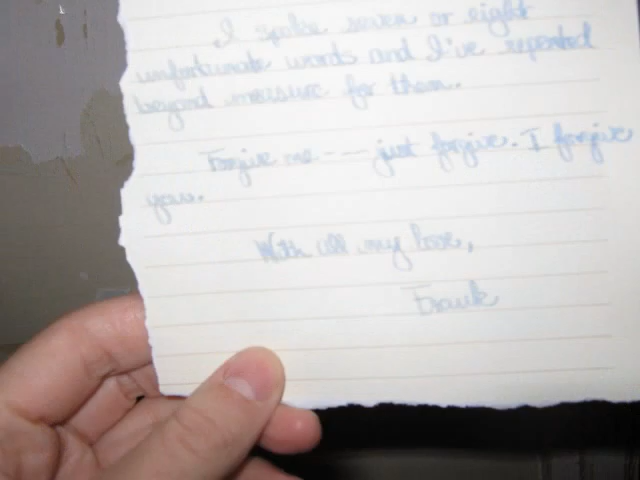 I spoke seven or eight
unfortunate words and I've repented
beyond measure for them.
Forgive me--- just forgive. I forgive
you.
With all my love,
Frank